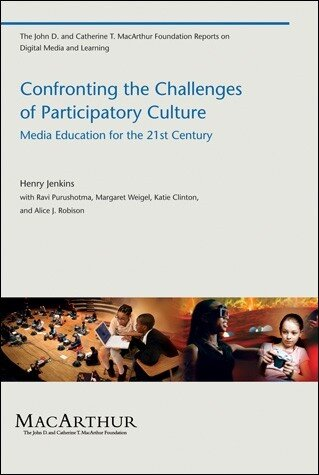 The John D. and Catherine T. MacArthur Foundation Reports on
Digital Media and Learning
Confronting the Challenges
of Participatory Culture
Media Education for the 21st Century
Henry Jenkins
with Ravi Purushotma, Margaret Weigel, Katie Clinton,
and Alice J. Robison
MACARTHUR
The John D. and Catherine T. MacArthur Foundation